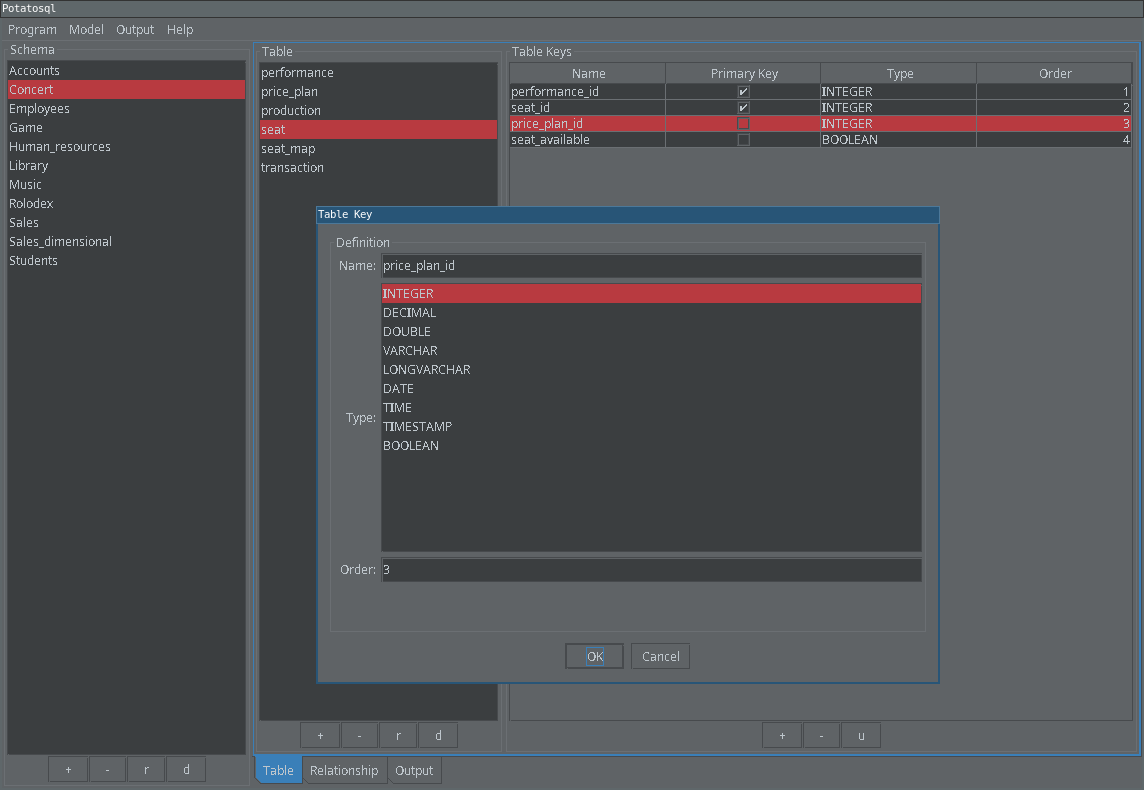 Potatosql
Program Model Output Help
Schema
Accounts
Concert
Employees
Game
Human_resources
Library
Music
Rolodex
Sales
Sales_dimensional
Students
+ - r d
Table
performance
price_plan
production
seat
seat_map
transaction
+ - r d
Table Keys
Name Primary Key Type Order
performance_id INTEGER 1
seat_id INTEGER 2
price_plan_id INTEGER 3
seat_available BOOLEAN 4
+ - u
Table Key
Definition
Name: price_plan_id
Type:
INTEGER
DECIMAL
DOUBLE
VARCHAR
LONGVARCHAR
DATE
TIME
TIMESTAMP
BOOLEAN
Order: 3
OK Cancel
Table Relationship Output